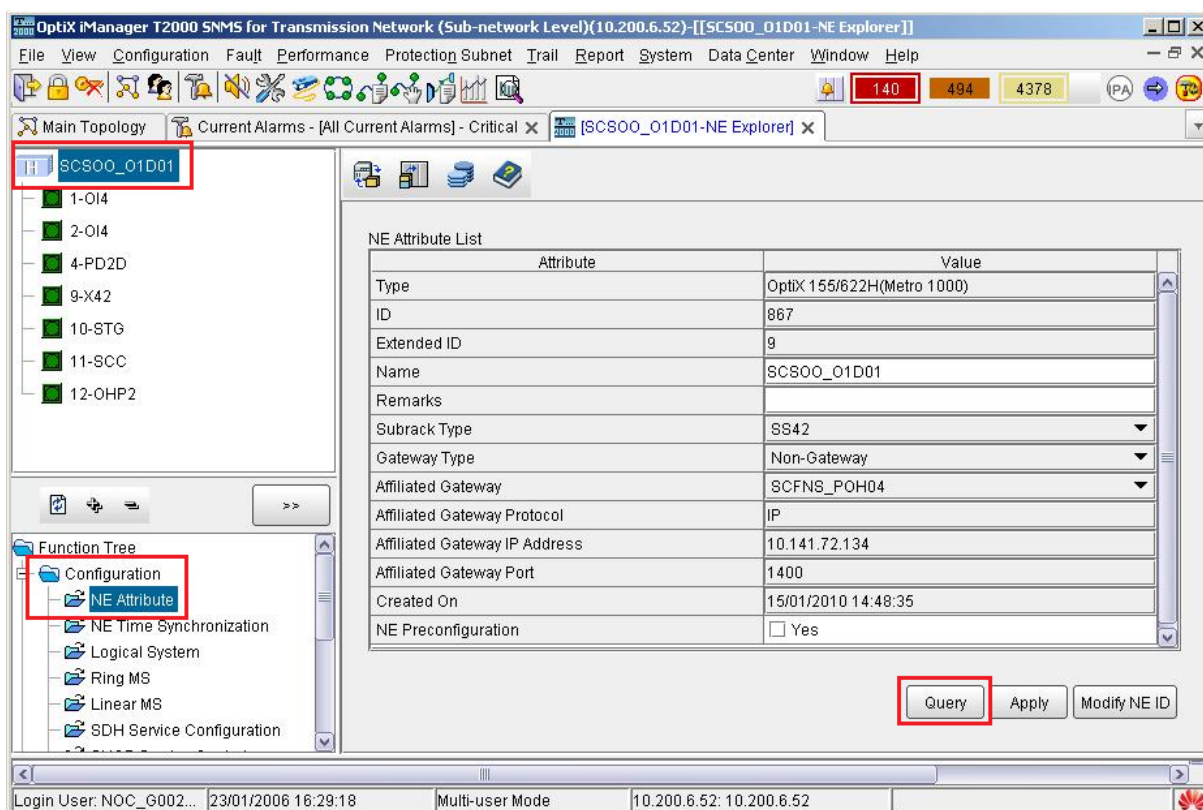 OptiX iManager T2000 SNMS for Transmission Network (Sub-network Level)(10.200.6.52)-[[SCSOO_O1D01-NE Explorer]]
File View Configuration Fault Performance Protection Subnet Trail Report System Data Center Window Help
140 494 4378 PA
Main Topology Current Alarms - [All Current Alarms] - Critical [SCSOO_O1D01-NE Explorer]
SCSOO_O1D01
1-OI4
2-OI4
4-PD2D
9-X42
10-STG
11-SCC
12-OHP2
>>
Function Tree
Configuration
NE Attribute
NE Time Synchronization
Logical System
Ring MS
Linear MS
SDH Service Configuration
NE Attribute List
Attribute Value
Type OptiX 155/622H(Metro 1000)
ID 867
Extended ID 9
Name SCSOO_O1D01
Remarks
Subrack Type SS42
Gateway Type Non-Gateway
Affiliated Gateway SCFNS_POH04
Affiliated Gateway Protocol IP
Affiliated Gateway IP Address 10.141.72.134
Affiliated Gateway Port 1400
Created On 15/01/2010 14:48:35
NE Preconfiguration Yes
Query Apply Modify NE ID
Login User: NOC_G002... 23/01/2006 16:29:18 Multi-user Mode 10.200.6.52: 10.200.6.52